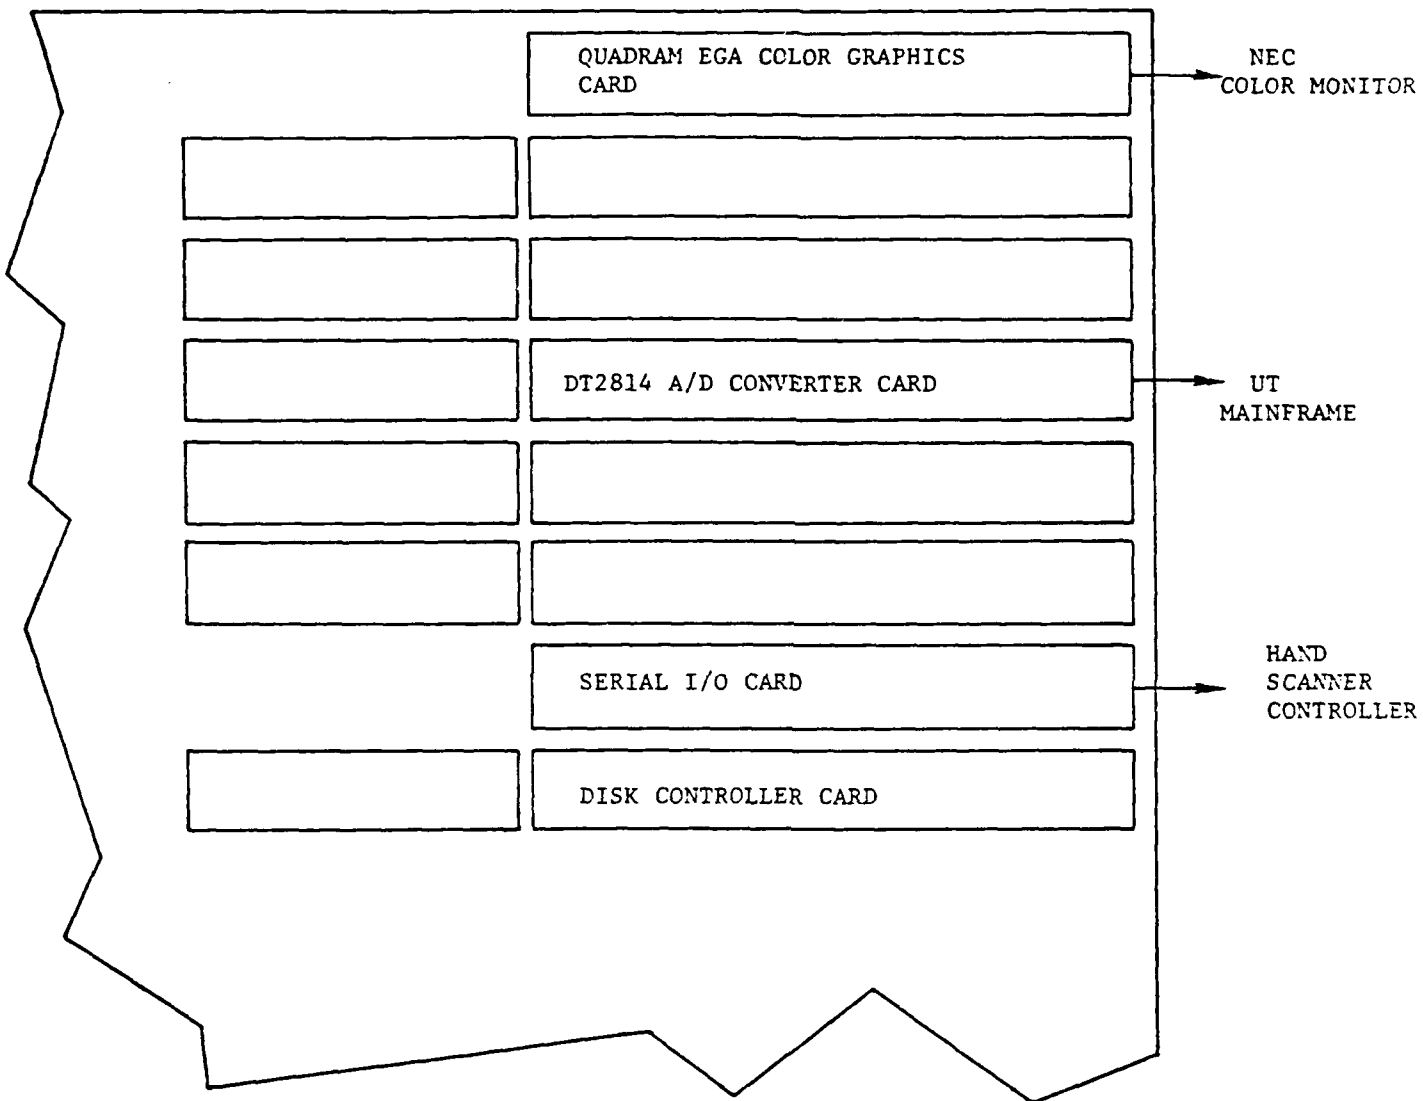 QUADRAM EGA COLOR GRAPHICS
CARD
NEC
COLOR MONITOR
DT2814 A/D CONVERTER CARD
UT
MAINFRAME
SERIAL I/O CARD
HAND
SCANNER
CONTROLLER
DISK CONTROLLER CARD